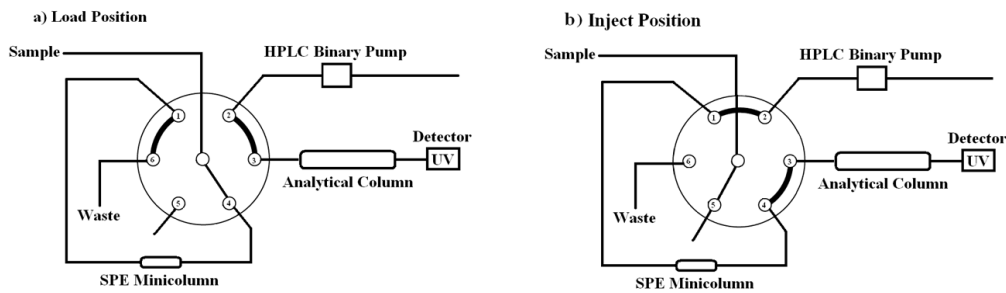 a) Load Position
Sample
HPLC Binary Pump
1
2
Detector
6
3
UV
Analytical Column
Waste
5
4
SPE Minicolumn
b) Inject Position
Sample
HPLC Binary Pump
1
2
Detector
6
3
UV
Analytical Column
Waste
5
4
SPE Minicolumn